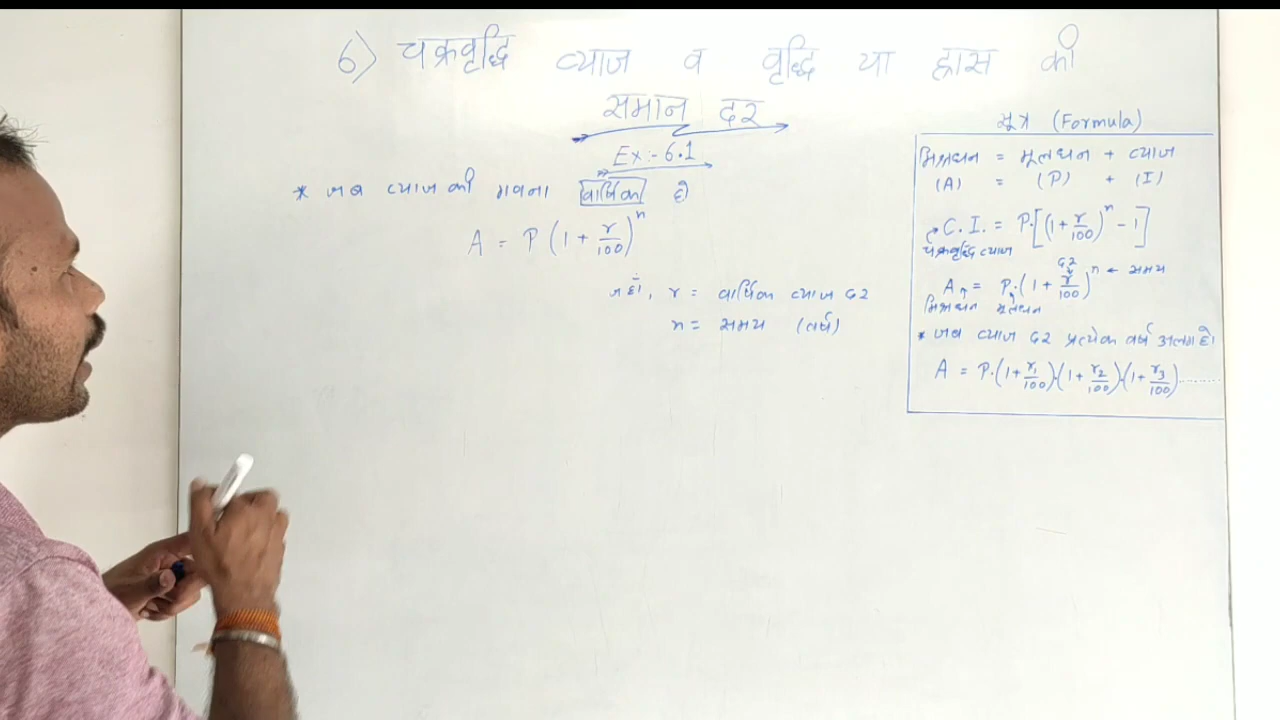 6) चक्रवृद्धि ब्याज व वृद्धि या ह्रास की
समान दर
Ex:- 6.1
* जब ब्याज की गवना वार्षिक हो
A = P (1 + r/100)^n
जहाँ, r = वार्षिक ब्याज दर
n = समय (वर्ष)
सूत्र (Formula)
मिश्रधन = मूलधन + ब्याज
(A) = (P) + (I)
C. I. = P.[(1 + r/100)^n - 1]
चक्रवृद्धि ब्याज
दर
A = P.(1 + r/100)^n ← समय
मिश्रधन मूलधन
* जब ब्याज दर प्रत्येक वर्ष अलग हो।
A = P.(1 + r1/100).(1 + r2/100).(1 + r3/100).........